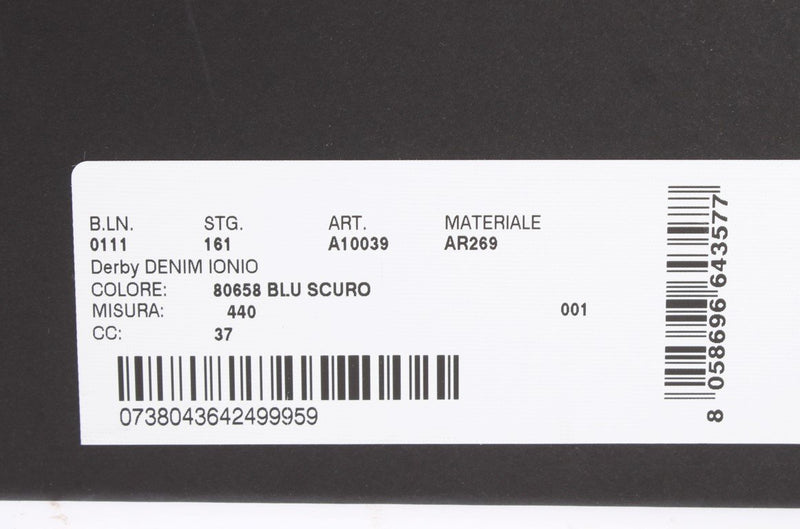 B.LN. STG. ART. MATERIALE
0111 161 A10039 AR269
Derby DENIM IONIO
COLORE: 80658 BLU SCURO
MISURA: 440 001
CC: 37
0738043642499959
8 058696 643577